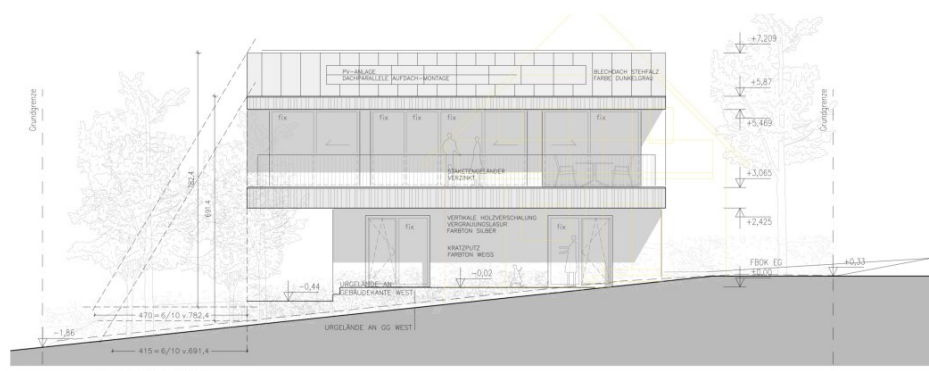 +7,209
PV-ANLAGE
DACHPARALLELE AUFDACH-MONTAGE
BLECHDACH STEHFALZ
FARBE DUNKELGRAU
+5,87
Grundgrenze
Grundgrenze
fix
fix
fix
fix
fix
+5,469
STAKETENGELÄNDER
VERZINKT
+3,065
782,4
691,4
fix
VERTIKALE HOLZVERSCHALUNG
VERGRAUUNGSLASUR
FARBTON SILBER
fix
+2,425
KRATZPUTZ
FARBTON WEISS
FBOK EG
+0,33
±0,00
-0,02
-0,44
URGELÄNDE AN
GEBÄUDEKANTE WEST
470 = 6/10 v.782,4
URGELÄNDE AN GG WEST
-1,86
415 = 6/10 v.691,4